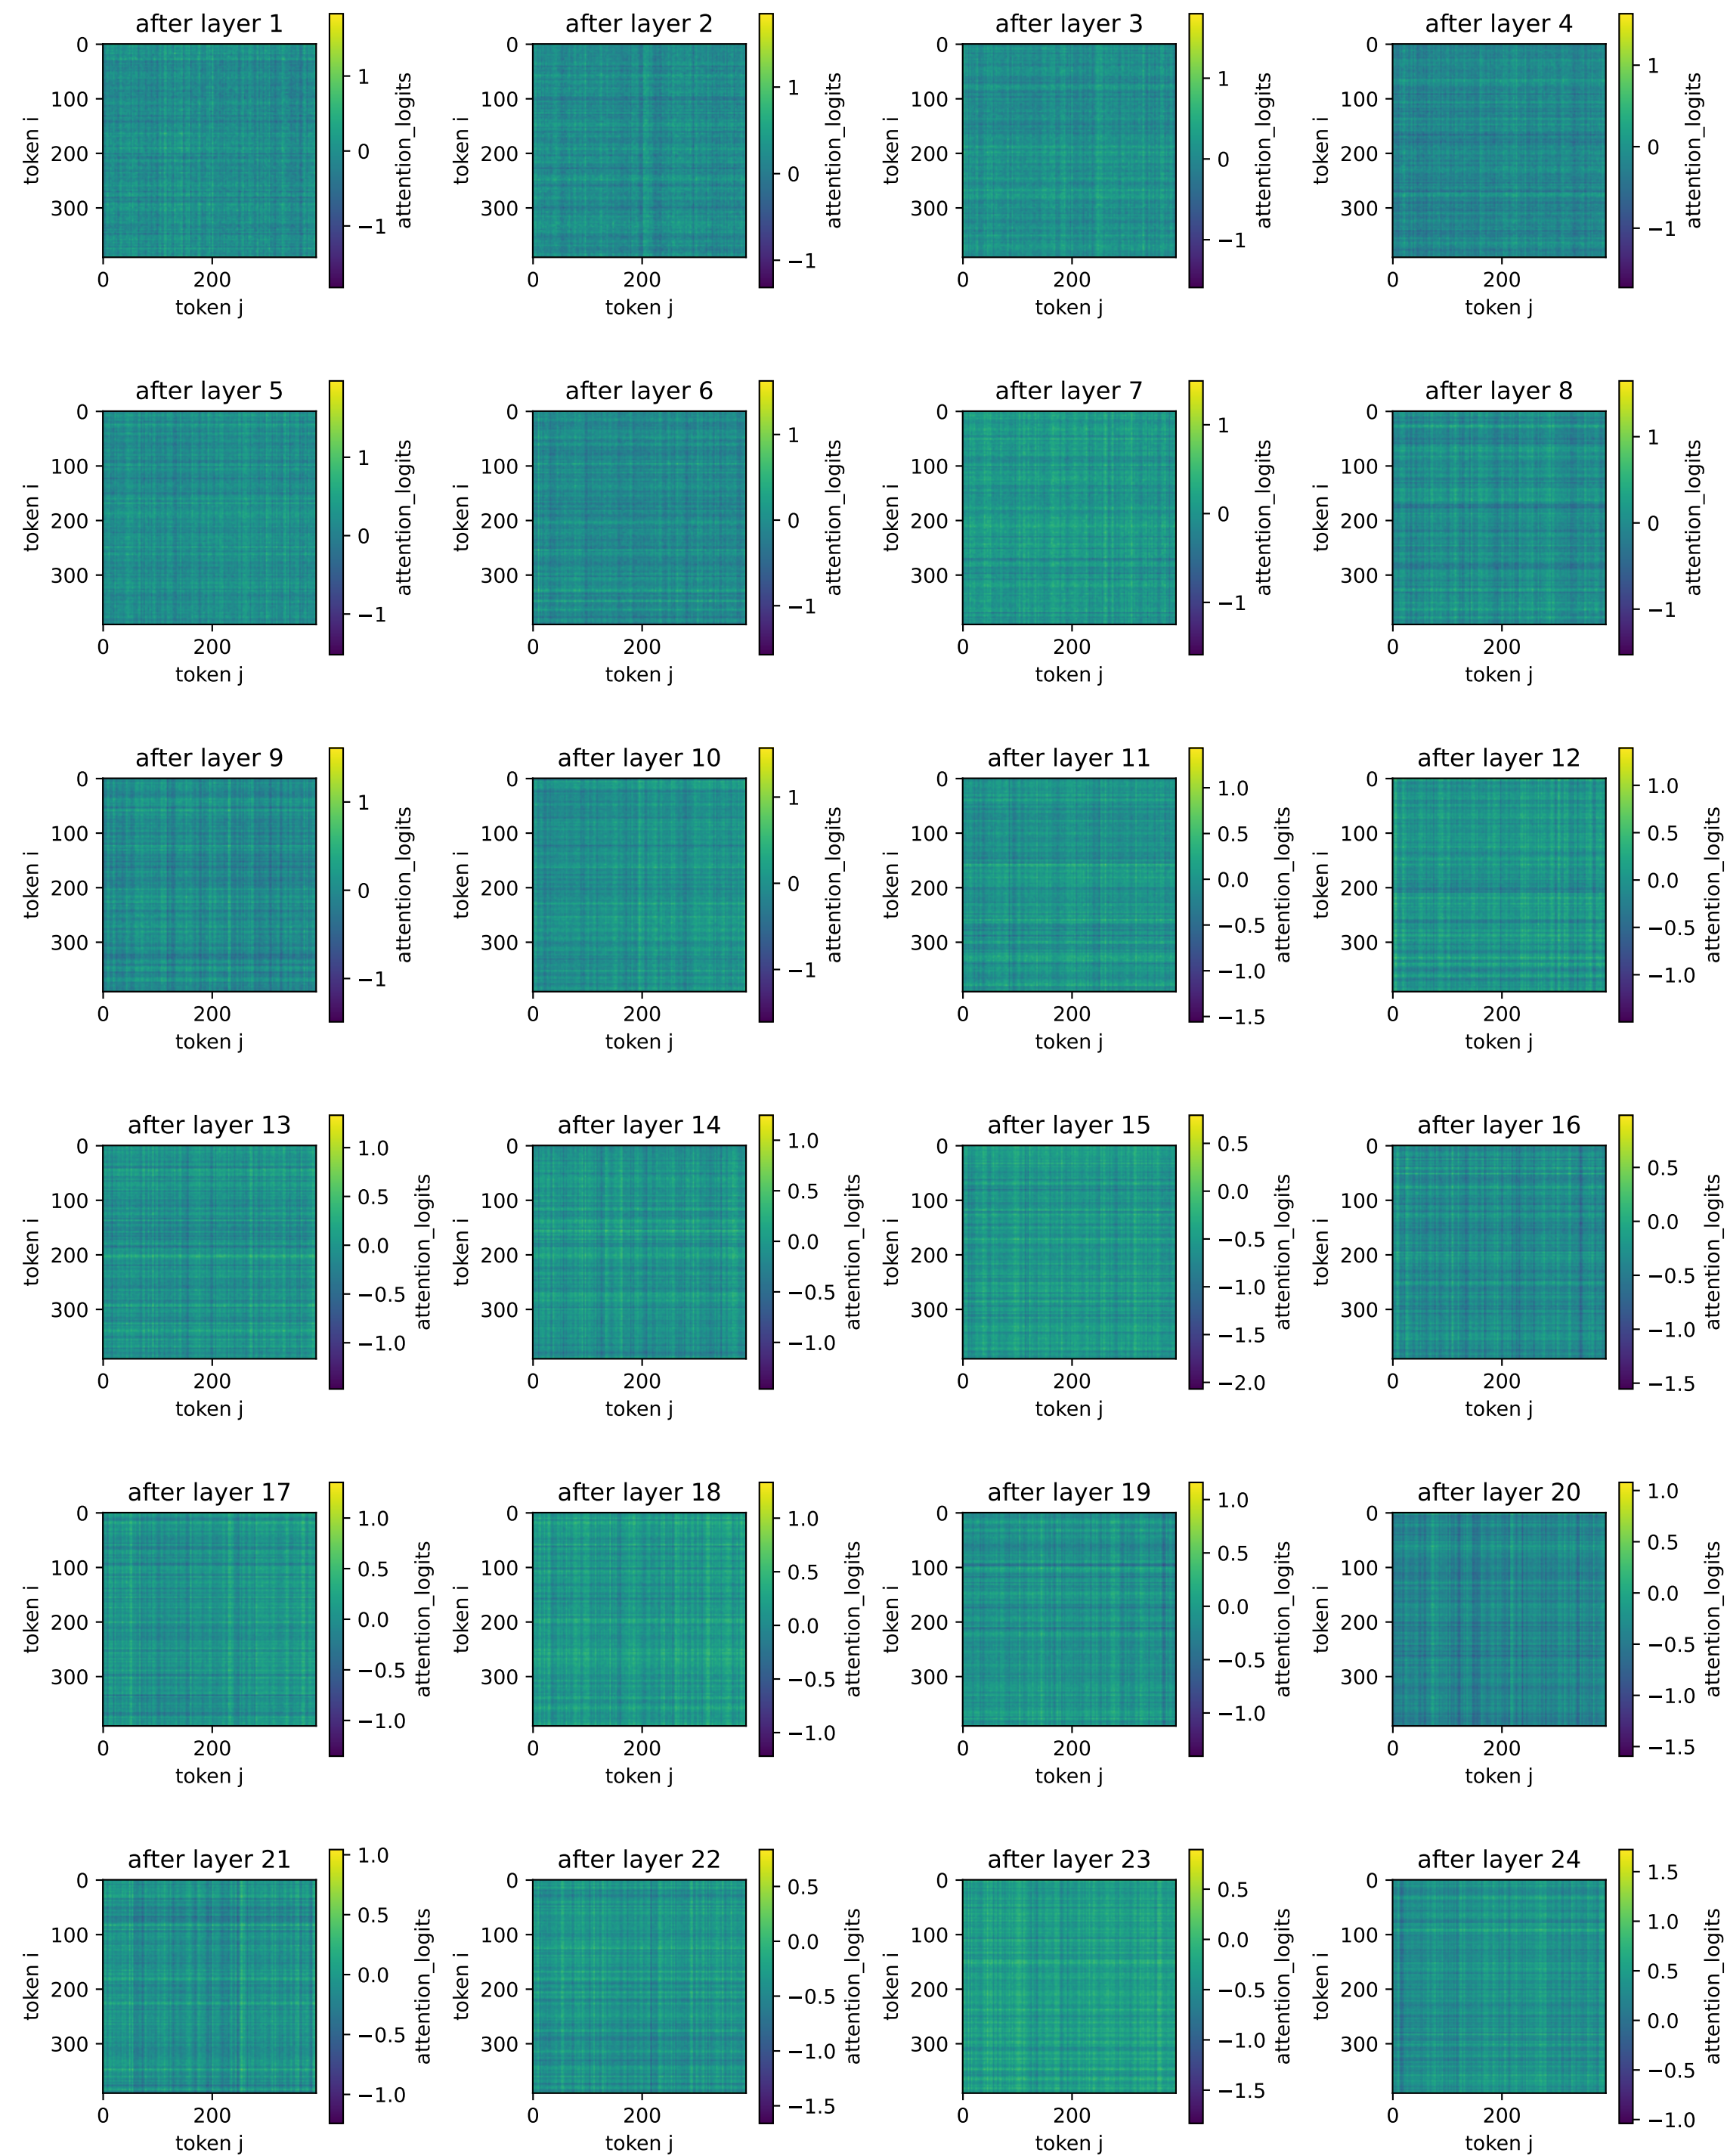 after layer 1
0
100
200
300
token i
0
200
token j
1
0
−1
attention_logits
after layer 2
0
100
200
300
token i
0
200
token j
1
0
−1
attention_logits
after layer 3
0
100
200
300
token i
0
200
token j
1
0
−1
attention_logits
after layer 4
0
100
200
300
token i
0
200
token j
1
0
−1
attention_logits
after layer 5
0
100
200
300
token i
0
200
token j
1
0
−1
attention_logits
after layer 6
0
100
200
300
token i
0
200
token j
1
0
−1
attention_logits
after layer 7
0
100
200
300
token i
0
200
token j
1
0
−1
attention_logits
after layer 8
0
100
200
300
token i
0
200
token j
1
0
−1
attention_logits
after layer 9
0
100
200
300
token i
0
200
token j
1
0
−1
attention_logits
after layer 10
0
100
200
300
token i
0
200
token j
1
0
−1
attention_logits
after layer 11
0
100
200
300
token i
0
200
token j
1.0
0.5
0.0
−0.5
−1.0
−1.5
attention_logits
after layer 12
0
100
200
300
token i
0
200
token j
1.0
0.5
0.0
−0.5
−1.0
attention_logits
after layer 13
0
100
200
300
token i
0
200
token j
1.0
0.5
0.0
−0.5
−1.0
attention_logits
after layer 14
0
100
200
300
token i
0
200
token j
1.0
0.5
0.0
−0.5
−1.0
attention_logits
after layer 15
0
100
200
300
token i
0
200
token j
0.5
0.0
−0.5
−1.0
−1.5
−2.0
attention_logits
after layer 16
0
100
200
300
token i
0
200
token j
0.5
0.0
−0.5
−1.0
−1.5
attention_logits
after layer 17
0
100
200
300
token i
0
200
token j
1.0
0.5
0.0
−0.5
−1.0
attention_logits
after layer 18
0
100
200
300
token i
0
200
token j
1.0
0.5
0.0
−0.5
−1.0
attention_logits
after layer 19
0
100
200
300
token i
0
200
token j
1.0
0.5
0.0
−0.5
−1.0
attention_logits
after layer 20
0
100
200
300
token i
0
200
token j
1.0
0.5
0.0
−0.5
−1.0
−1.5
attention_logits
after layer 21
0
100
200
300
token i
0
200
token j
1.0
0.5
0.0
−0.5
−1.0
attention_logits
after layer 22
0
100
200
300
token i
0
200
token j
0.5
0.0
−0.5
−1.0
−1.5
attention_logits
after layer 23
0
100
200
300
token i
0
200
token j
0.5
0.0
−0.5
−1.0
−1.5
attention_logits
after layer 24
0
100
200
300
token i
0
200
token j
1.5
1.0
0.5
0.0
−0.5
−1.0
attention_logits